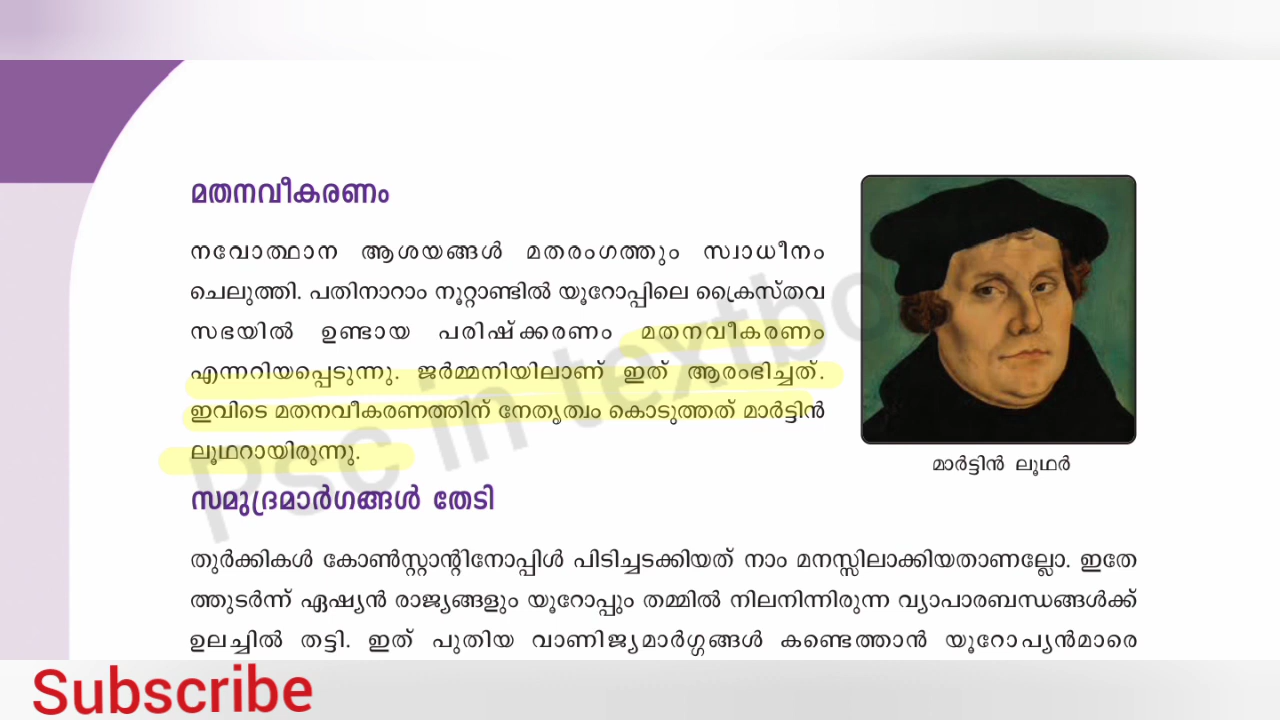 മതനവീകരണം
നവോത്ഥാന ആശയങ്ങൾ മതരംഗത്തും സ്വാധീനം
ചെലുത്തി. പതിനാറാം നൂറ്റാണ്ടിൽ യൂറോപ്പിലെ ക്രൈസ്തവ
സഭയിൽ ഉണ്ടായ പരിഷ്ക്കരണം മതനവീകരണം
എന്നറിയപ്പെടുന്നു. ജർമ്മനിയിലാണ് ഇത് ആരംഭിച്ചത്.
ഇവിടെ മതനവീകരണത്തിന് നേതൃത്വം കൊടുത്തത് മാർട്ടിൻ
ലൂഥറായിരുന്നു.
മാർട്ടിൻ ലൂഥർ
സമുദ്രമാർഗങ്ങൾ തേടി
തുർക്കികൾ കോൺസ്റ്റാന്റിനോപ്പിൾ പിടിച്ചടക്കിയത് നാം മനസ്സിലാക്കിയതാണല്ലോ. ഇതേ
ത്തുടർന്ന് ഏഷ്യൻ രാജ്യങ്ങളും യൂറോപ്പും തമ്മിൽ നിലനിന്നിരുന്ന വ്യാപാരബന്ധങ്ങൾക്ക്
ഉലച്ചിൽ തട്ടി. ഇത് പുതിയ വാണിജ്യമാർഗ്ഗങ്ങൾ കണ്ടെത്താൻ യൂറോപ്യൻമാരെ
Psc in textbo
Subscribe